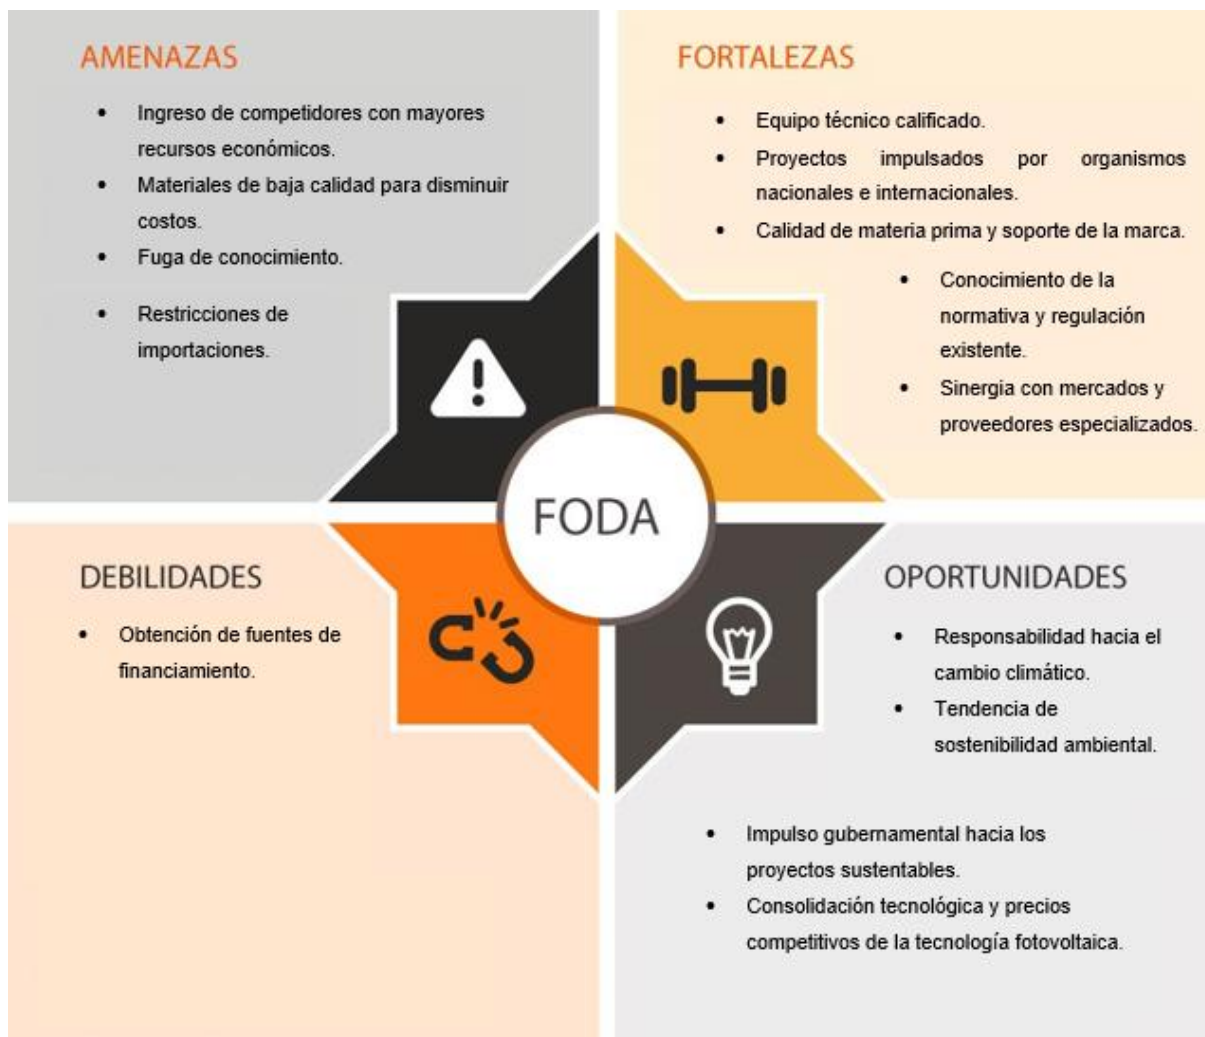 AMENAZAS
• Ingreso de competidores con mayores
recursos económicos.
• Materiales de baja calidad para disminuir
costos.
• Fuga de conocimiento.
• Restricciones de
importaciones.
FORTALEZAS
• Equipo técnico calificado.
• Proyectos impulsados por organismos
nacionales e internacionales.
• Calidad de materia prima y soporte de la marca.
• Conocimiento de la
normativa y regulación
existente.
• Sinergia con mercados y
proveedores especializados.
FODA
DEBILIDADES
• Obtención de fuentes de
financiamiento.
OPORTUNIDADES
• Responsabilidad hacia el
cambio climático.
• Tendencia de
sostenibilidad ambiental.
• Impulso gubernamental hacia los
proyectos sustentables.
• Consolidación tecnológica y precios
competitivos de la tecnología fotovoltaica.